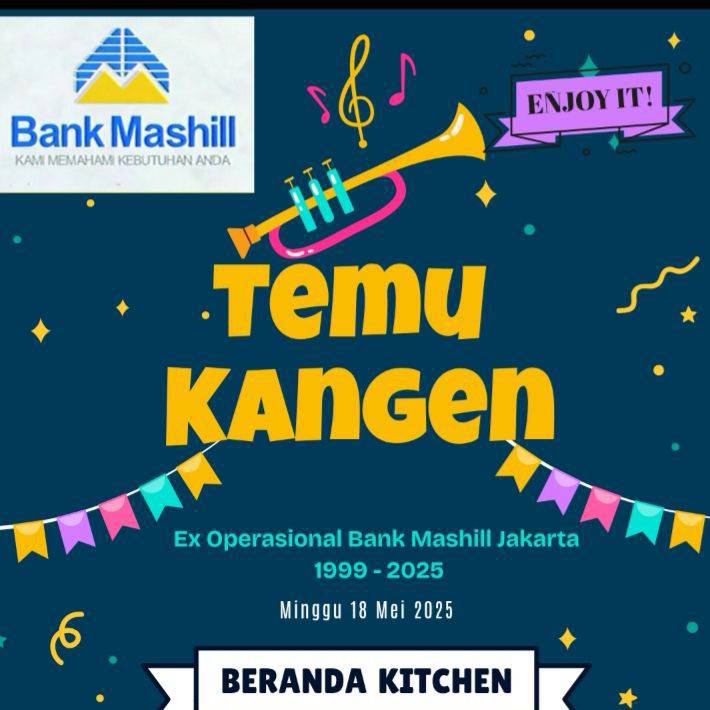 Bank Mashill
KAMI MEMAHAMI KEBUTUHAN ANDA
ENJOY IT!
Temu
Kangen
Ex Operasional Bank Mashill Jakarta
1999 - 2025
Minggu 18 Mei 2025
BERANDA KITCHEN